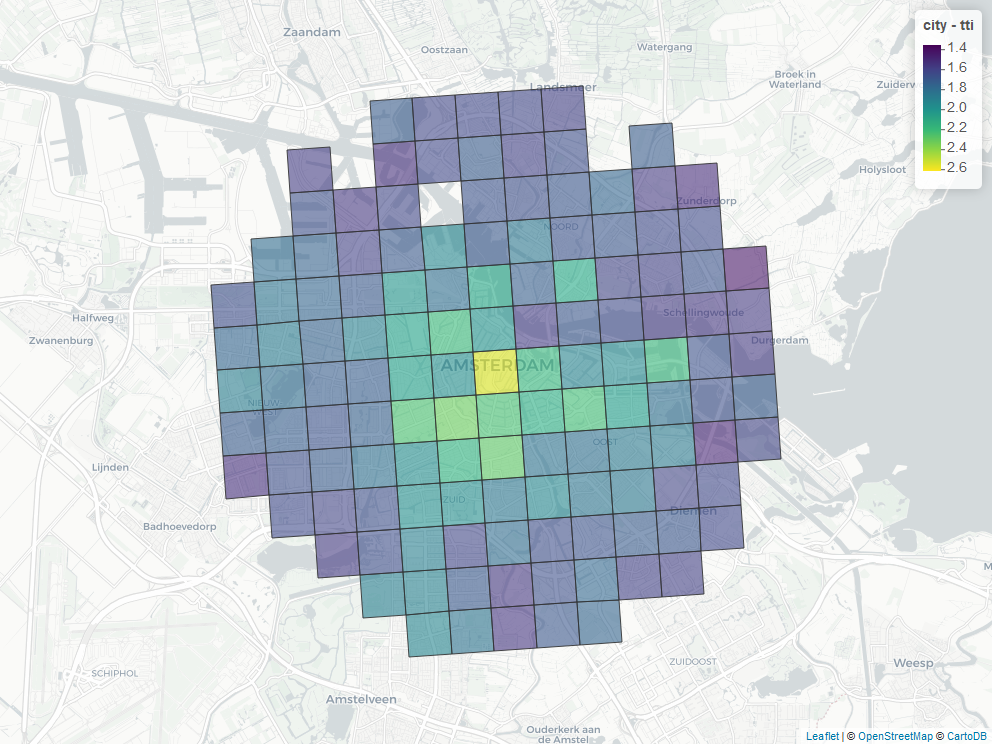 Zaandam
Oostzaan
Watergang
Landsmeer
Broek in
Waterland
Zuiderw
Holysloot
Zunderdorp
NOORD
Halfweg
Zwanenburg
Schellingwoude
Durgerdam
AMSTERDAM
NIEUW-
WEST
OOST
Lijnden
ZUID
Badhoevedorp
Diemen
M
SCHIPHOL
ZUIDOOST
Weesp
Amstelveen
Ouderkerk aan
de Amstel
city - tti
1.4
1.6
1.8
2.0
2.2
2.4
2.6
Leaflet | © OpenStreetMap © CartoDB